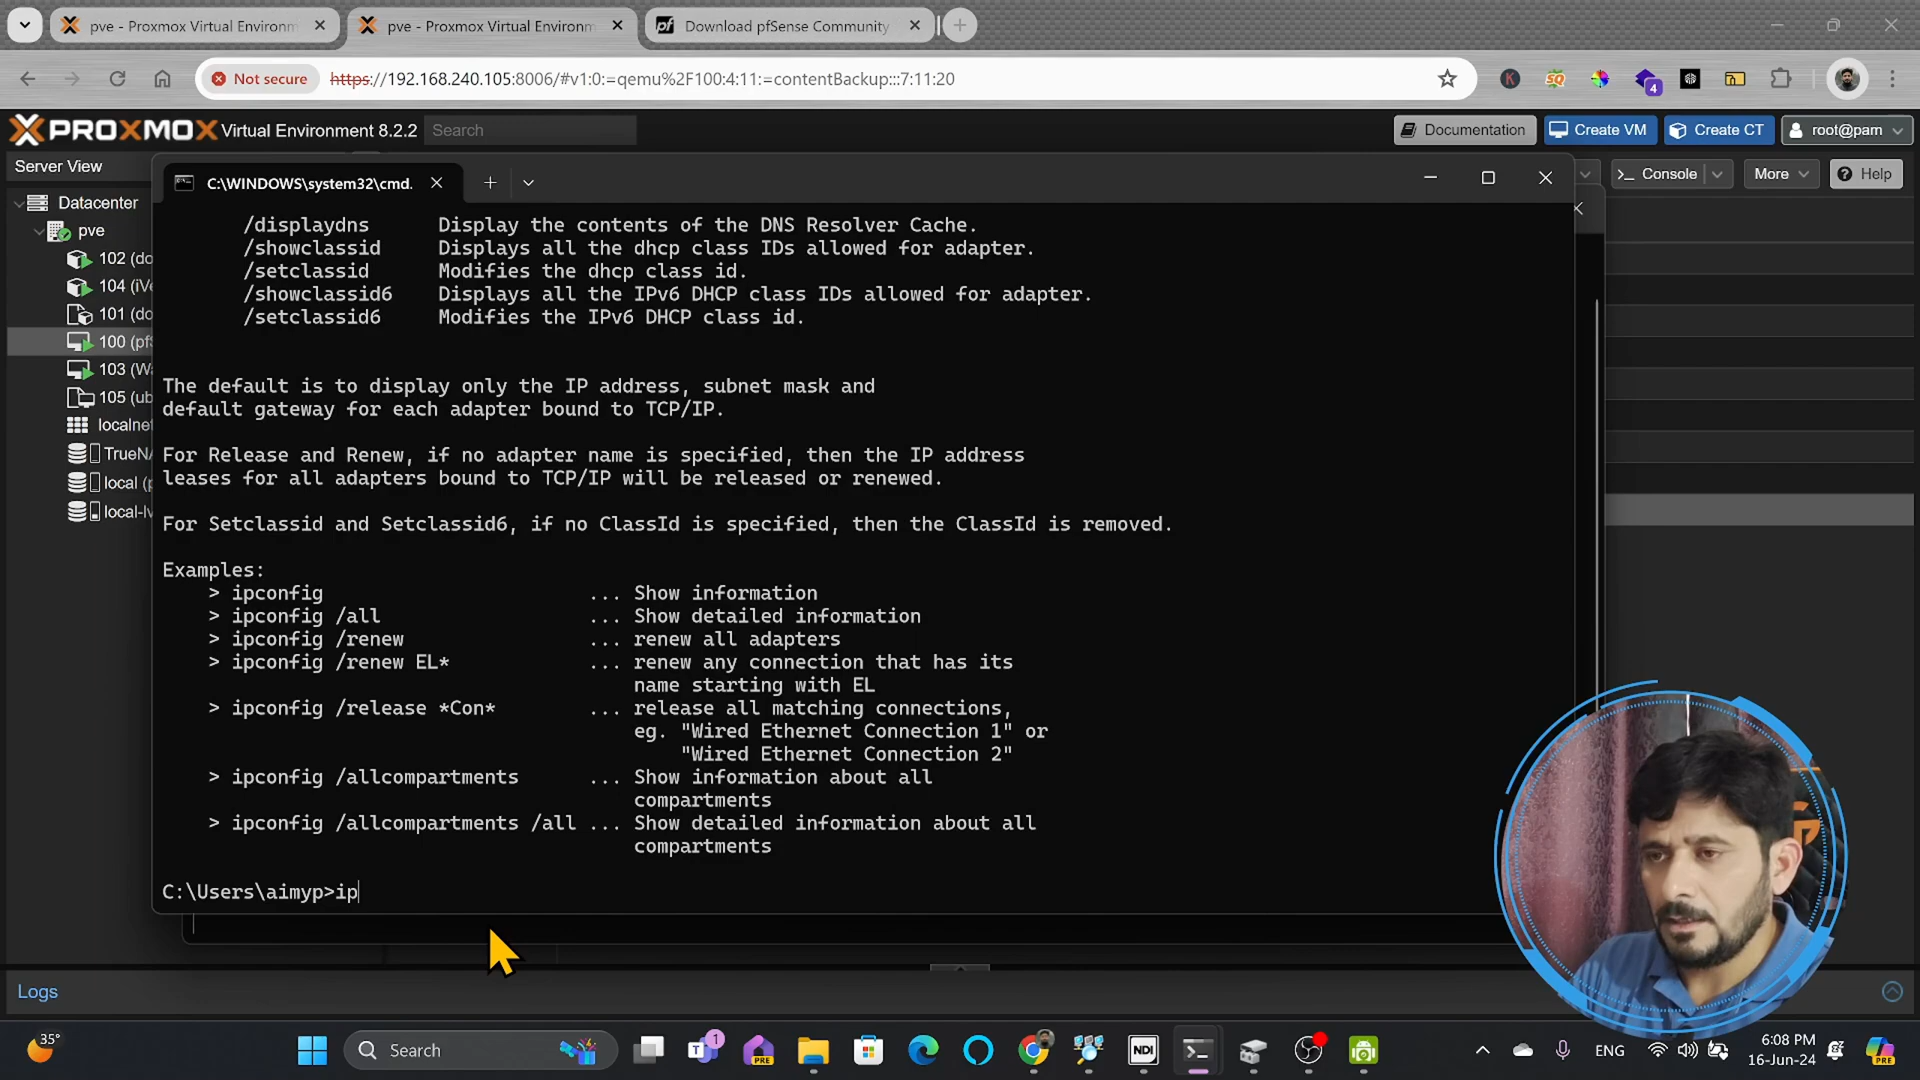 pve - Proxmox Virtual Environm
pve - Proxmox Virtual Environm
pf
Download pfSense Community
Not secure
https://192.168.240.105:8006/#v1:0:=qemu%2F100:4:11:=contentBackup:::7:11:20
K
SQ
4
PROXMOX Virtual Environment 8.2.2
Search
Documentation
Create VM
Create CT
root@pam
Server View
Console
More
Help
Datacenter
pve
102 (do
104 (iVe
101 (do
100 (pfS
103 (Wa
105 (ub
localnet
TrueNA
local (p
local-lv
C:\WINDOWS\system32\cmd.
/displaydns Display the contents of the DNS Resolver Cache.
/showclassid Displays all the dhcp class IDs allowed for adapter.
/setclassid Modifies the dhcp class id.
/showclassid6 Displays all the IPv6 DHCP class IDs allowed for adapter.
/setclassid6 Modifies the IPv6 DHCP class id.
The default is to display only the IP address, subnet mask and
default gateway for each adapter bound to TCP/IP.
For Release and Renew, if no adapter name is specified, then the IP address
leases for all adapters bound to TCP/IP will be released or renewed.
For Setclassid and Setclassid6, if no ClassId is specified, then the ClassId is removed.
Examples:
> ipconfig ... Show information
> ipconfig /all ... Show detailed information
> ipconfig /renew ... renew all adapters
> ipconfig /renew EL* ... renew any connection that has its
name starting with EL
> ipconfig /release *Con* ... release all matching connections,
eg. "Wired Ethernet Connection 1" or
"Wired Ethernet Connection 2"
> ipconfig /allcompartments ... Show information about all
compartments
> ipconfig /allcompartments /all ... Show detailed information about all
compartments
C:\Users\aimyp>ip
Logs
35°
Search
1
PRE
NDI
ENG
6:08 PM
16-Jun-24
PRE